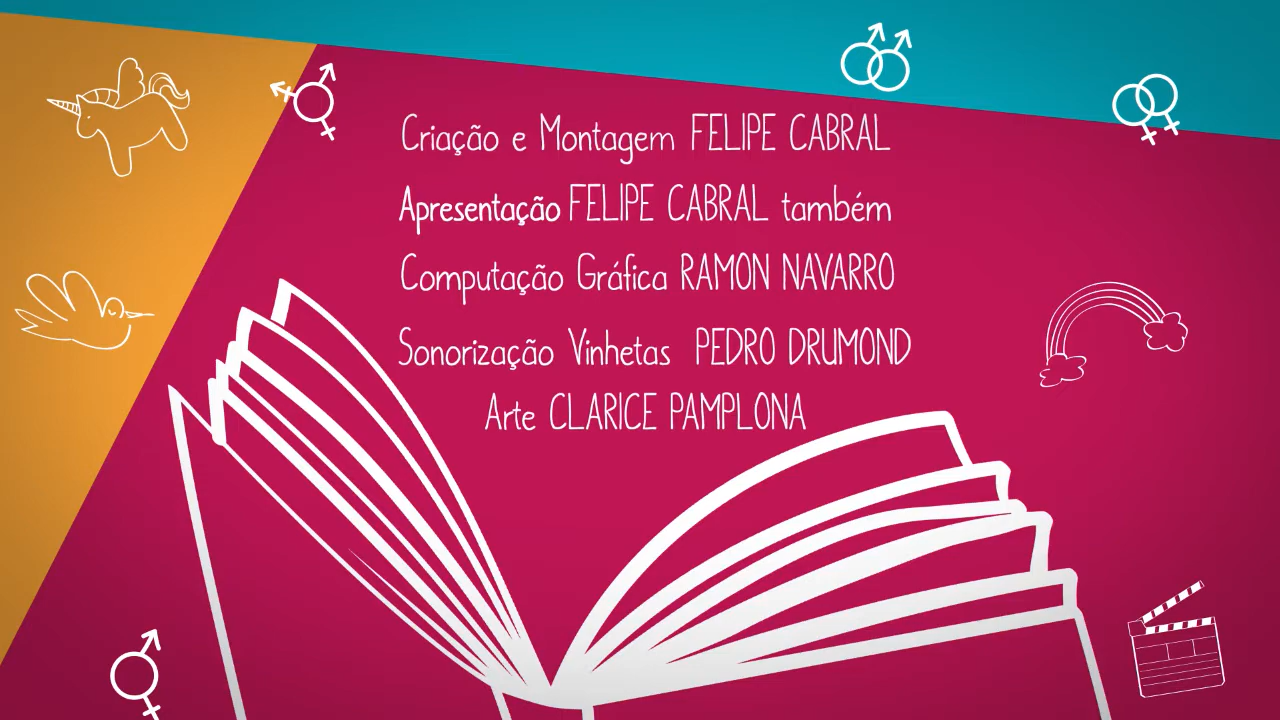 Criação e Montagem FELIPE CABRAL
Apresentação FELIPE CABRAL também
Computação Gráfica RAMON NAVARRO
Sonorização Vinhetas PEDRO DRUMOND
Arte CLARICE PAMPLONA